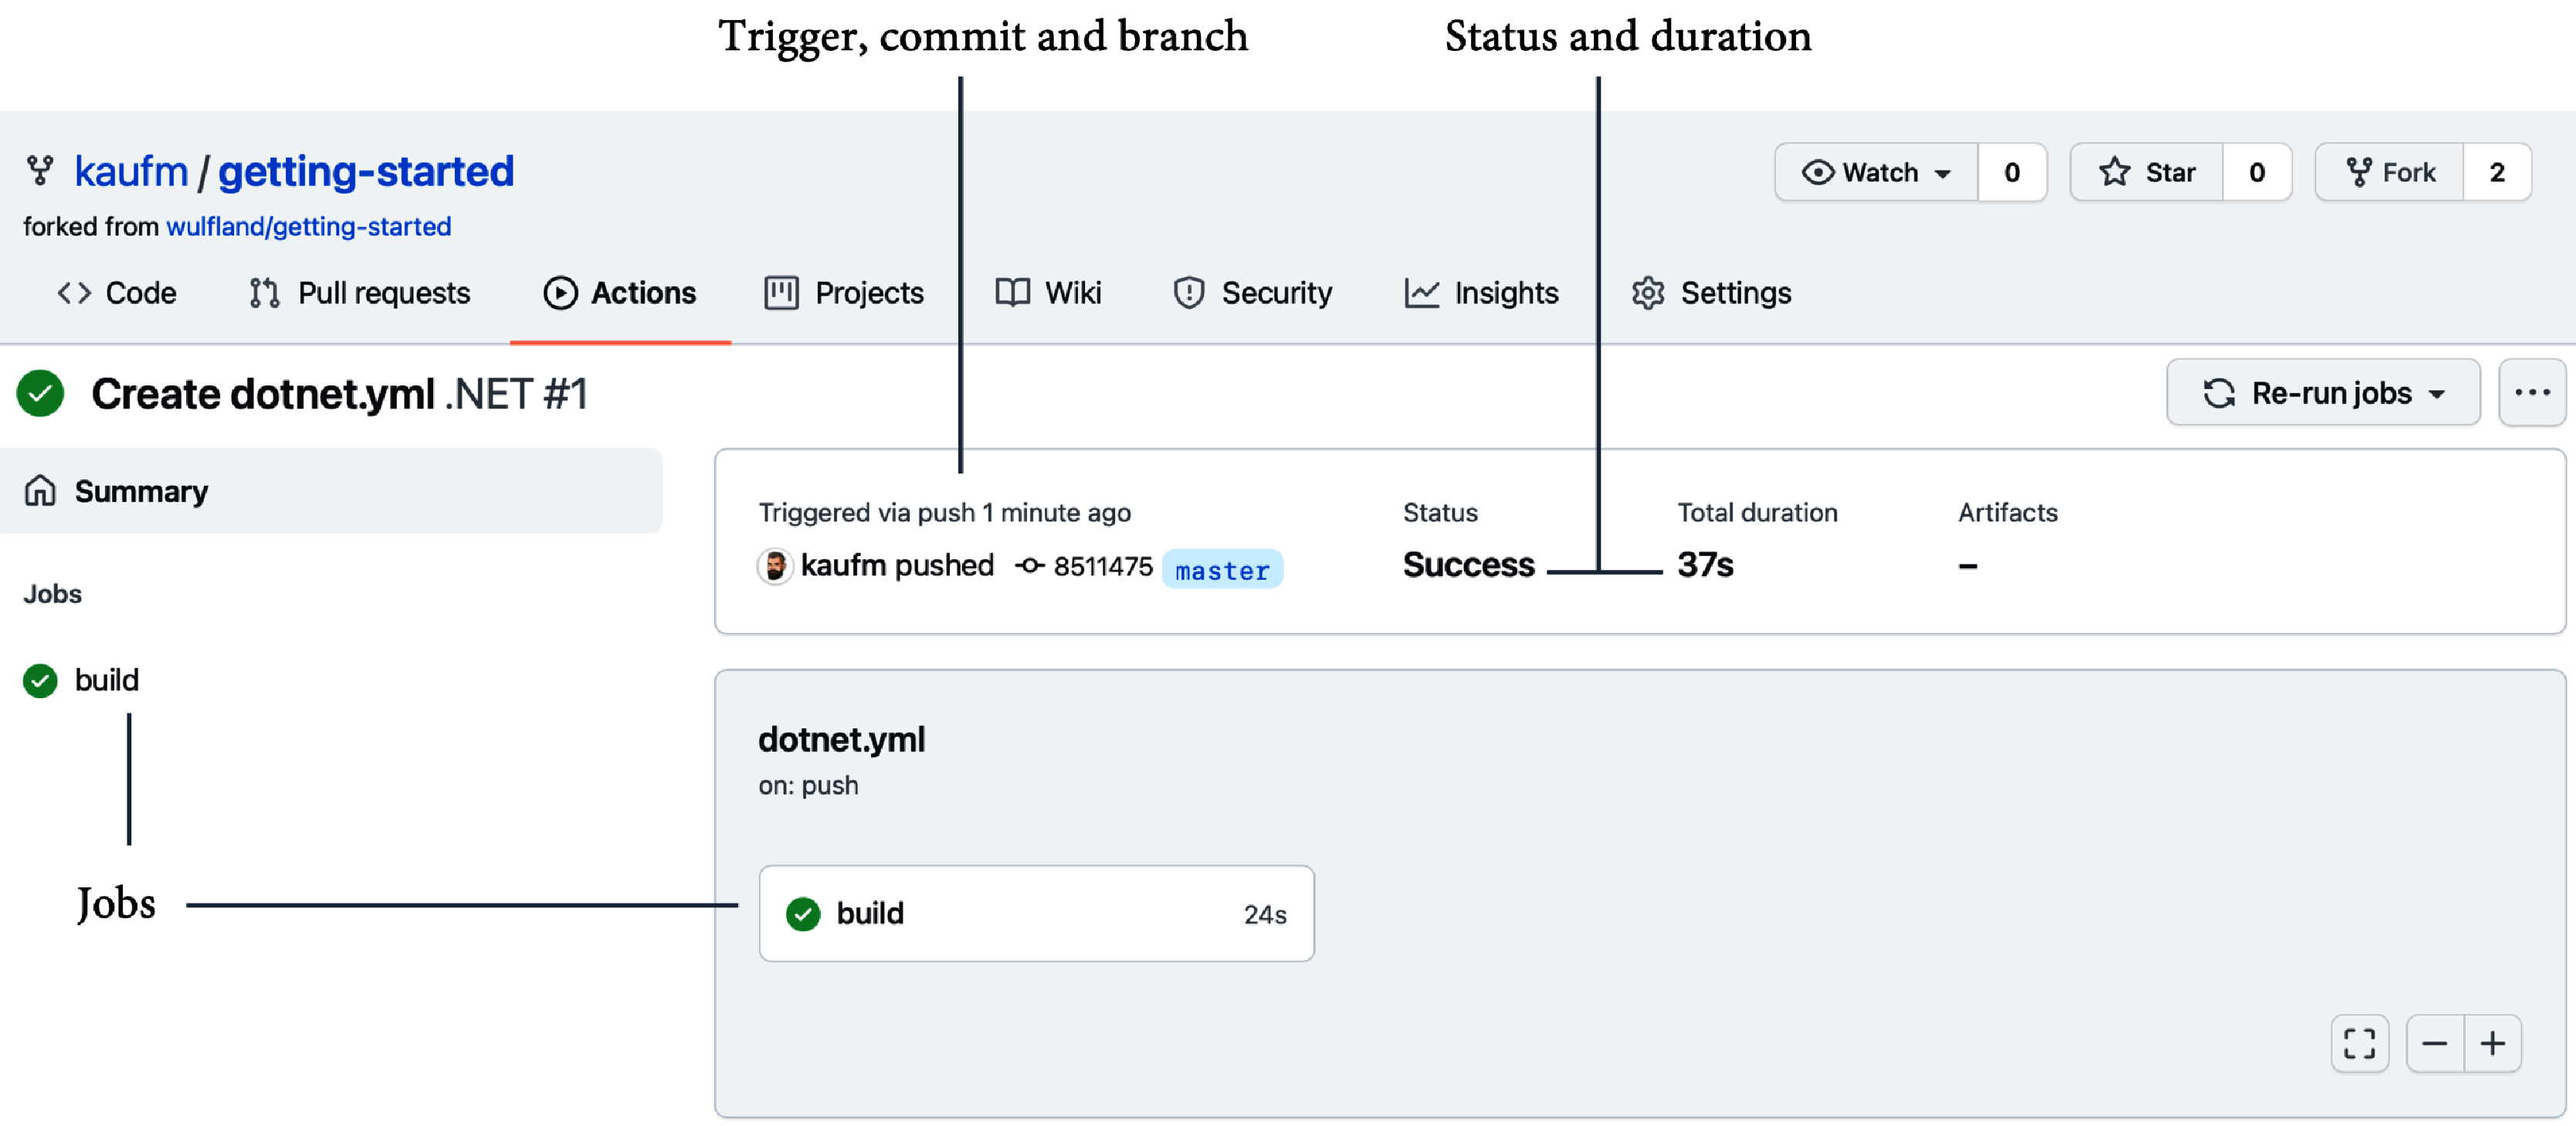 Trigger, commit and branch
Status and duration
kaufm / getting-started
Watch 0
Star 0
Fork 2
forked from wulfland/getting-started
Code
Pull requests
Actions
Projects
Wiki
Security
Insights
Settings
Create dotnet.yml .NET #1
Re-run jobs
Summary
Jobs
build
Jobs
Triggered via push 1 minute ago
kaufm pushed 8511475 master
Status
Success
Total duration
37s
Artifacts
–
dotnet.yml
on: push
build 24s